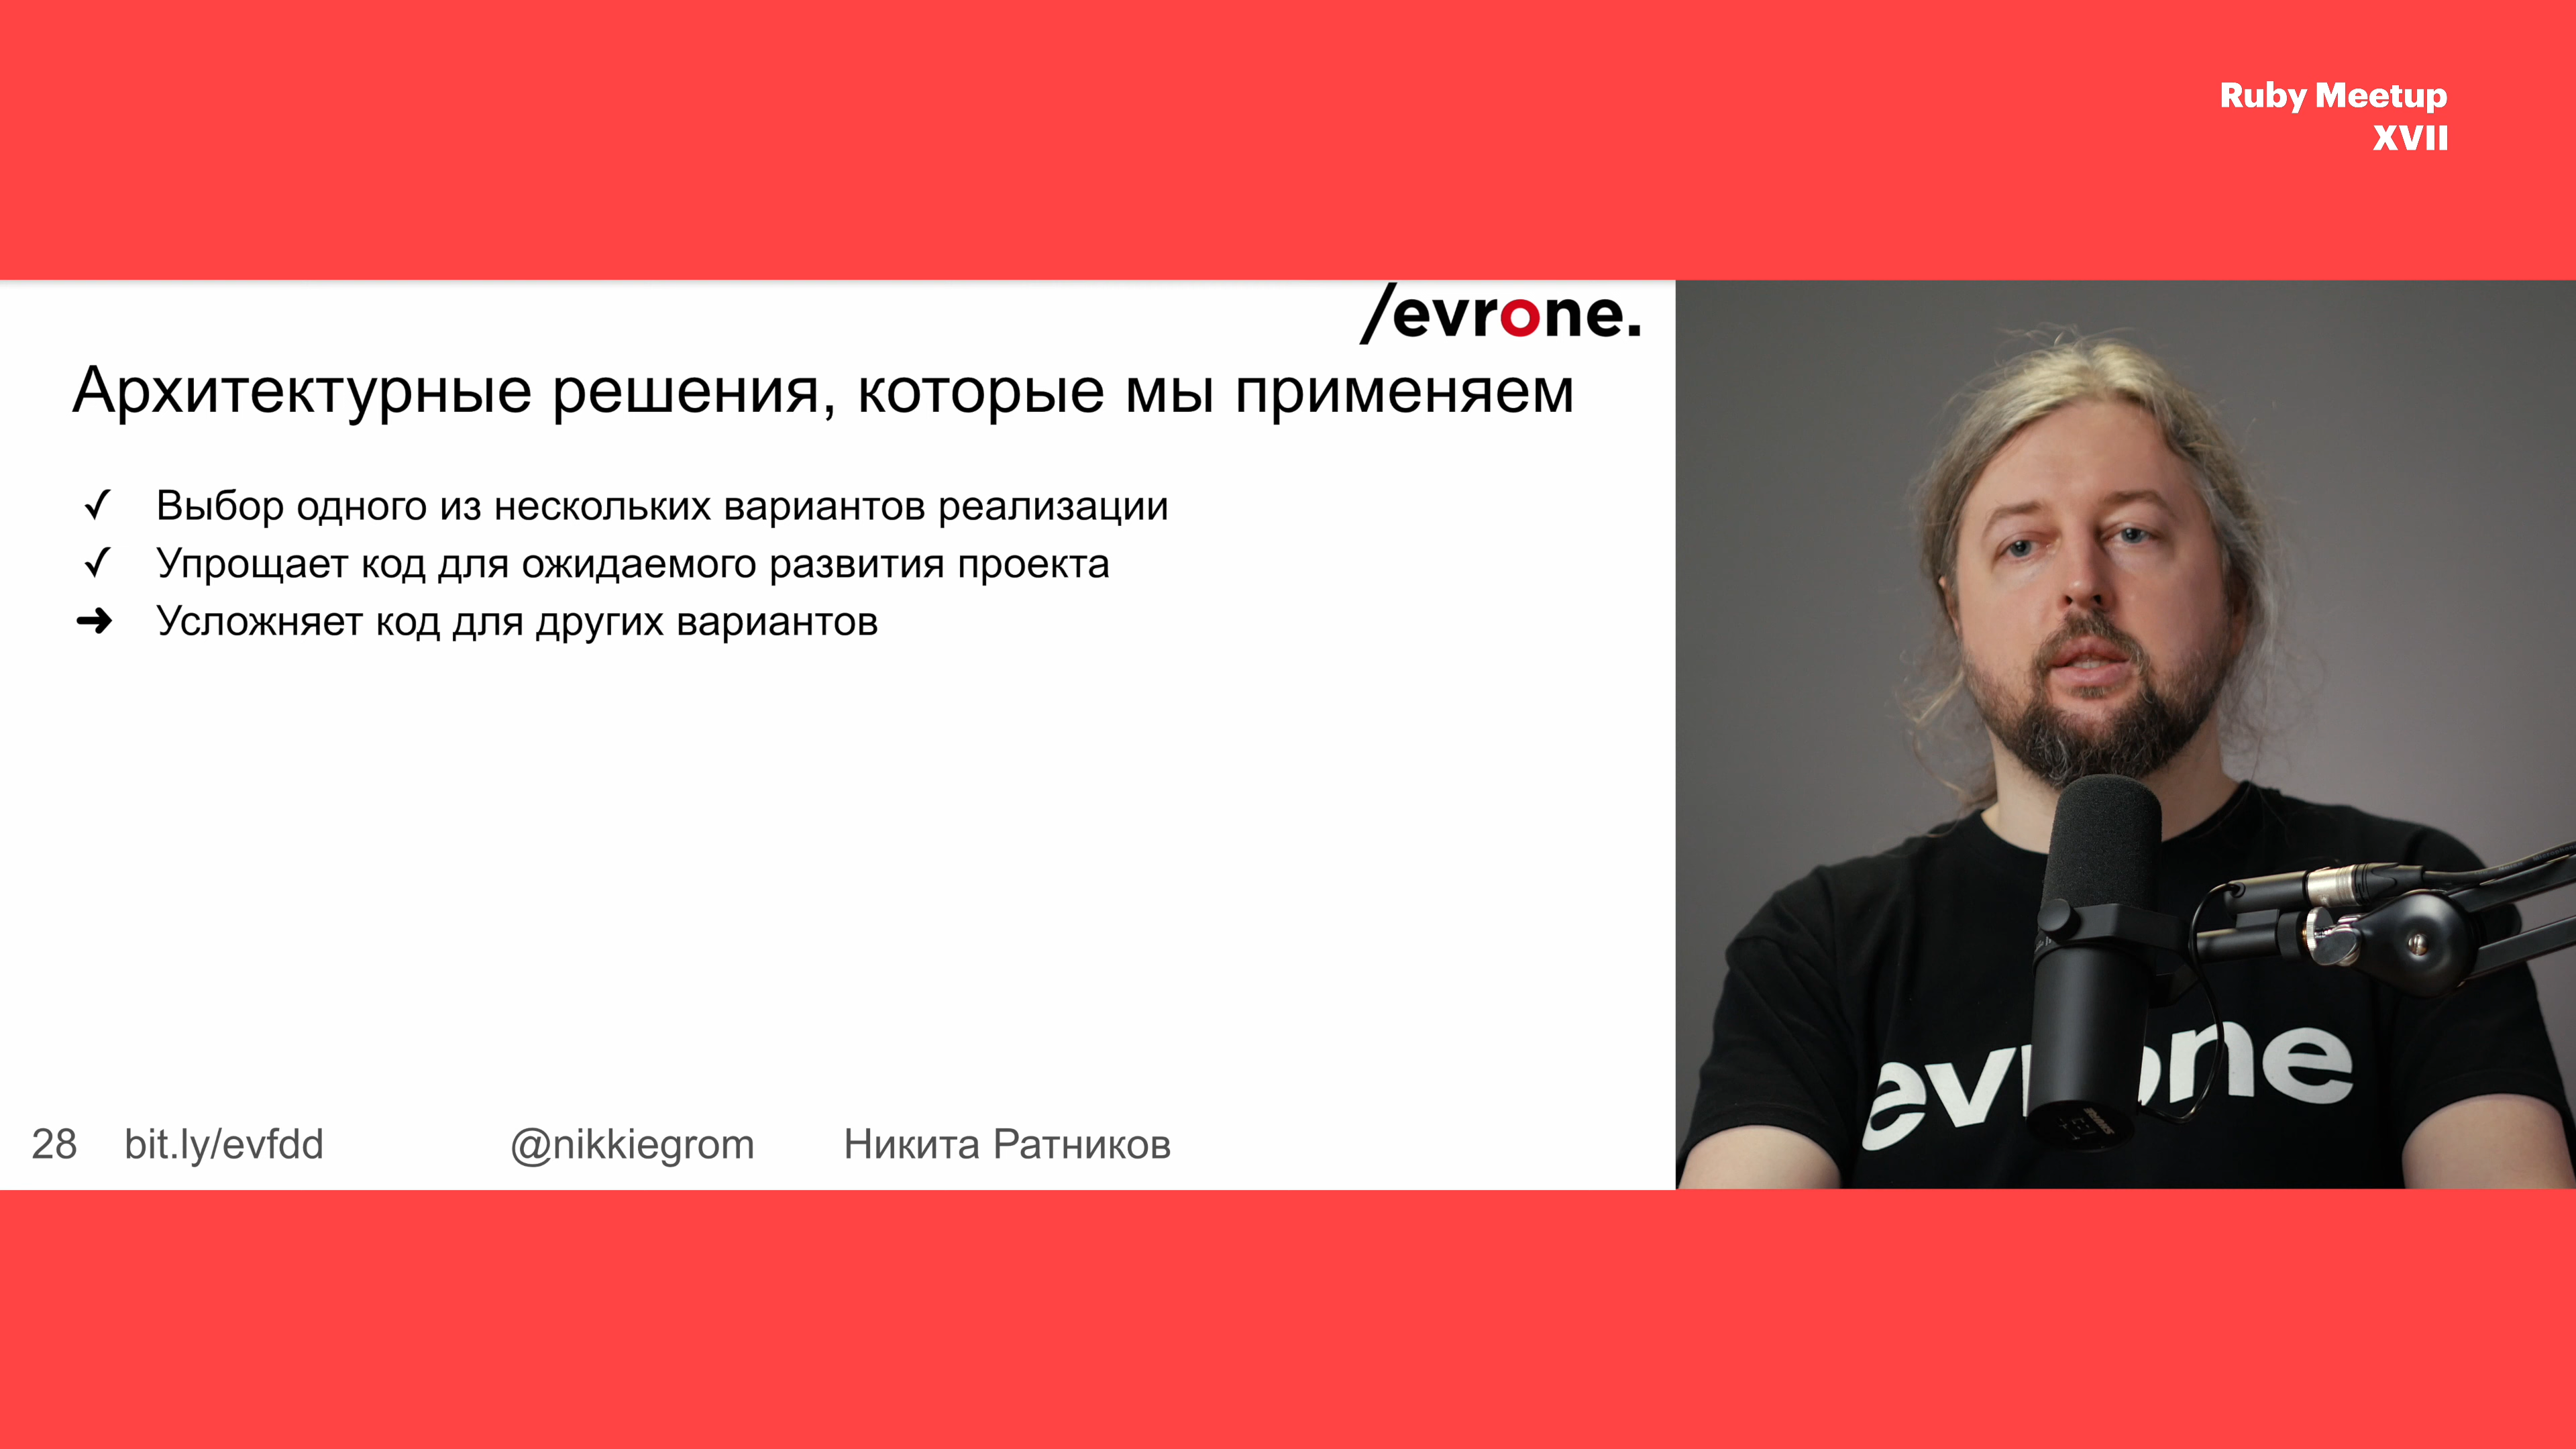 Ruby Meetup
XVII
/evrone.
Архитектурные решения, которые мы применяем
✓ Выбор одного из нескольких вариантов реализации
✓ Упрощает код для ожидаемого развития проекта
➜ Усложняет код для других вариантов
28 bit.ly/evfdd @nikkiegrom Никита Ратников
evrone